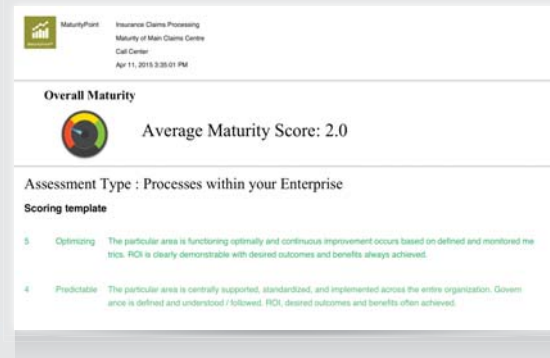 MaturityPoint
Insurance Claims Processing
Maturity of Main Claims Centre
Call Center
Apr 11, 2015 3:35:01 PM
Overall Maturity
Average Maturity Score: 2.0
Assessment Type : Processes within your Enterprise
Scoring template
5 Optimizing The particular area is functioning optimally and continuous improvement occurs based on defined and monitored me
trics. ROI is clearly demonstrable with desired outcomes and benefits always achieved.
4 Predictable The particular area is centrally supported, standardized, and implemented across the entire organization. Govern
ance is defined and understood / followed. ROI, desired outcomes and benefits often achieved.